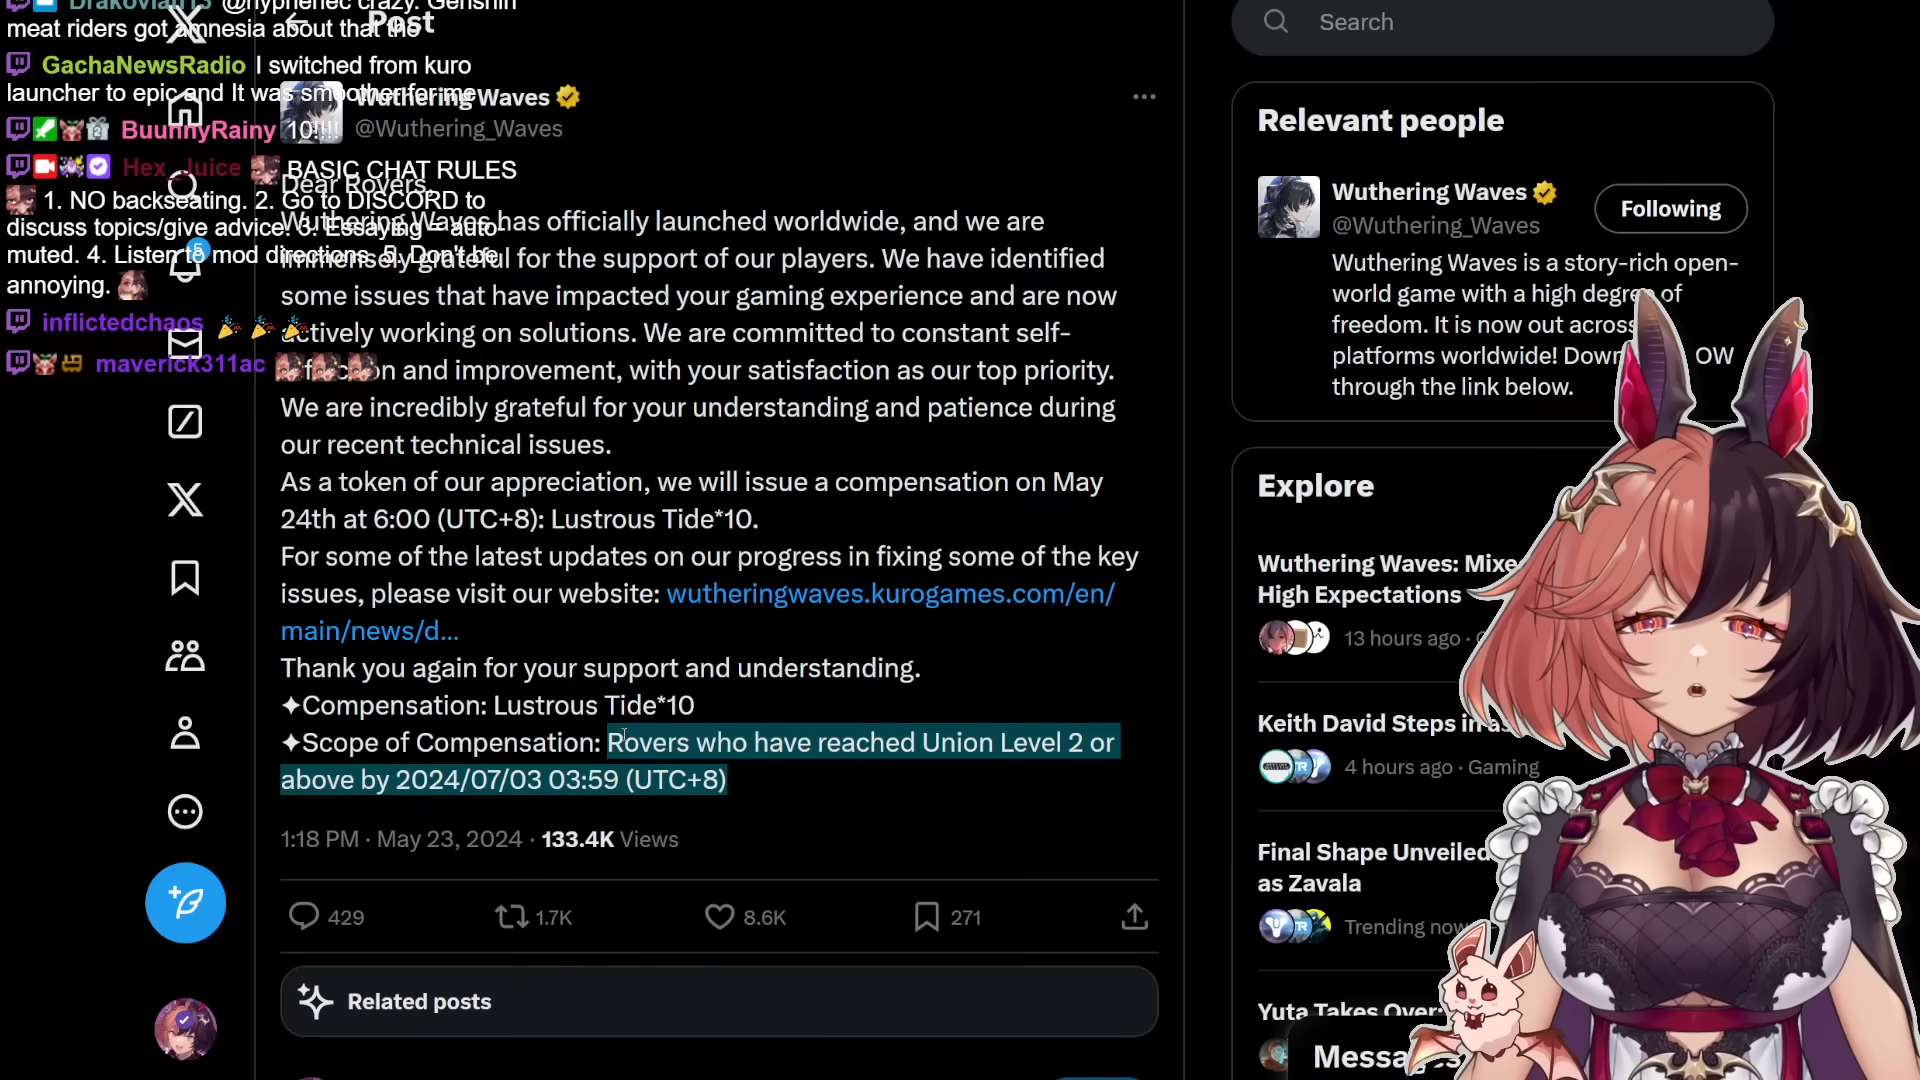 Drakovian13 @hyphenec crazy. Genshin
meat riders got amnesia about that tho
GachaNewsRadio I switched from kuro
launcher to epic and It was smoother for me
BuunnyRainy 10!!!!
Hex_Juice BASIC CHAT RULES
1. NO backseating. 2. Go to DISCORD to
discuss topics/give advice. 3. Essaying = auto-
muted. 4. Listen to mod directions. 5. Don't be
annoying.
inflictedchaos
maverick311ac
5
Post
Wuthering Waves
@Wuthering_Waves
Dear Rovers,
Wuthering Waves has officially launched worldwide, and we are
immensely grateful for the support of our players. We have identified
some issues that have impacted your gaming experience and are now
actively working on solutions. We are committed to constant self-
and improvement, with your satisfaction as our top priority.
We are incredibly grateful for your understanding and patience during
our recent technical issues.
As a token of our appreciation, we will issue a compensation on May
24th at 6:00 (UTC+8): Lustrous Tide*10.
For some of the latest updates on our progress in fixing some of the key
issues, please visit our website: wutheringwaves.kurogames.com/en/
main/news/d...
Thank you again for your support and understanding.
✦Compensation: Lustrous Tide*10
✦Scope of Compensation: Rovers who have reached Union Level 2 or
above by 2024/07/03 03:59 (UTC+8)
1:18 PM · May 23, 2024 · 133.4K Views
429 1.7K 8.6K 271
Related posts
Search
Relevant people
Wuthering Waves
@Wuthering_Waves
Following
Wuthering Waves is a story-rich open-
world game with a high degree of
freedom. It is now out across
platforms worldwide! Down OW
through the link below.
Explore
Wuthering Waves: Mixe
High Expectations
13 hours ago ·
Keith David Steps in as
4 hours ago · Gaming
Final Shape Unveiled
as Zavala
Trending now
Yuta Takes Over:
Messages